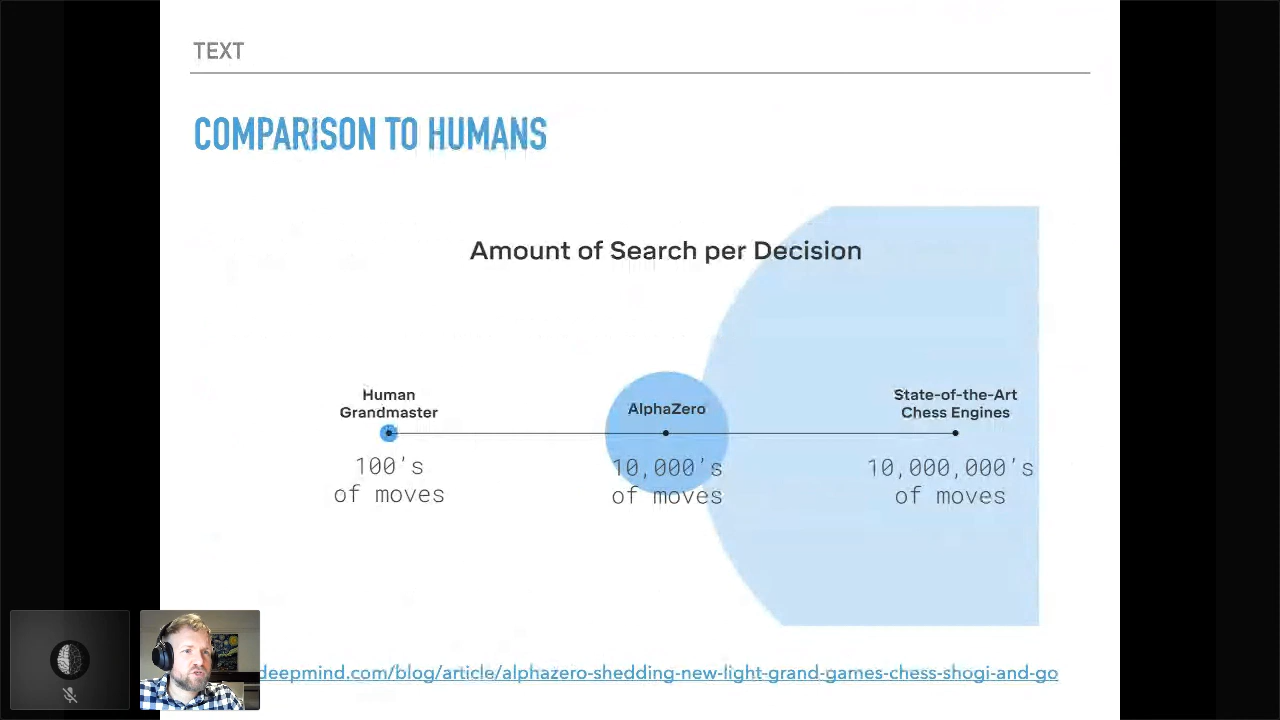 TEXT
COMPARISON TO HUMANS
Amount of Search per Decision
Human
Grandmaster
100's
of moves
AlphaZero
10,000's
of moves
State-of-the-Art
Chess Engines
10,000,000's
of moves
deepmind.com/blog/article/alphazero-shedding-new-light-grand-games-chess-shogi-and-go